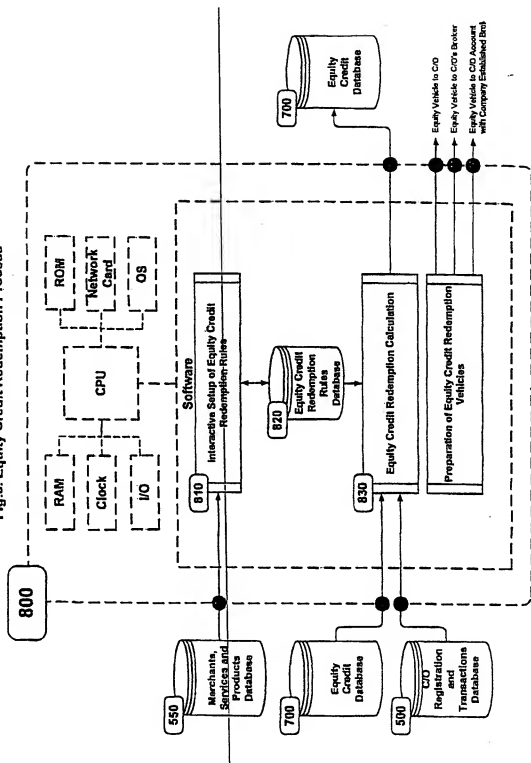 Fig.8: Equity Credit Redemption Process
800
RAM
Clock
I/O
CPU
ROM
Network
Card
OS
Software
550
Merchants,
Services and
Products
Database
810
Interactive Setup of Equity Credit
Redemption Rules
820
Equity Credit
Redemption
Rules
Database
700
Equity
Credit
Database
500
C/O
Registration
and
Transactions
Database
830
Equity Credit Redemption Calculation
Preparation of Equity Credit Redemption
Vehicles
700
Equity
Credit
Database
Equity Vehicle to C/O
Equity Vehicle to C/O's Broker
Equity Vehicle to C/O Account
with Company Established